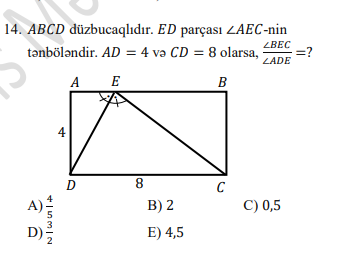 14. ABCD düzbucaqlıdır. ED parçası ∠AEC-nin
tənböləndir. AD = 4 və CD = 8 olarsa, ∠BEC/∠ADE =?
A E B
4
D 8 C
A) 4/5 B) 2 C) 0,5
D) 3/2 E) 4,5